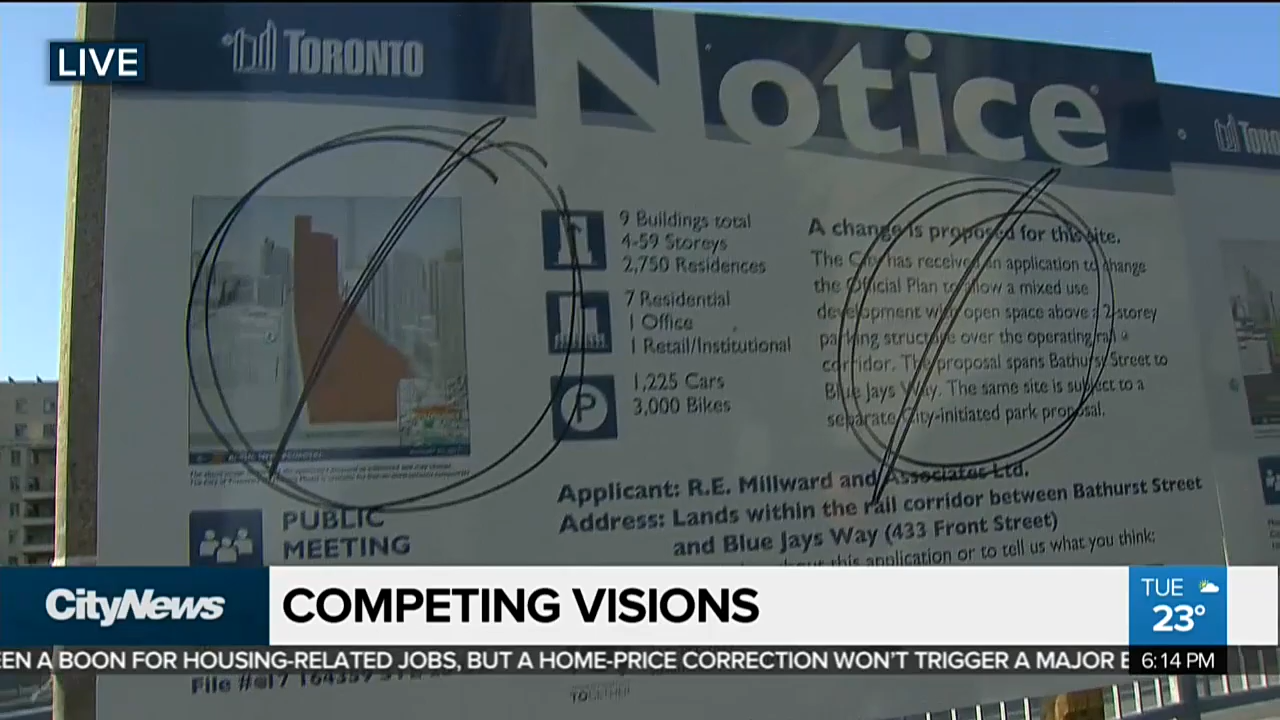 LIVE
TORONTO
Notice
9 Buildings total
4-59 Storeys
2,750 Residences
7 Residential
1 Office
1 Retail/Institutional
P
1,225 Cars
3,000 Bikes
A change is proposed for this site.
The City has received an application to change
the Official Plan to allow a mixed use
development with open space above a 2-storey
parking structure over the operating rail
corridor. The proposal spans Bathurst Street to
Blue Jays Way. The same site is subject to a
separate City-initiated park proposal.
Applicant: R.E. Millward and Associates Ltd.
Address: Lands within the rail corridor between Bathurst Street
and Blue Jays Way (433 Front Street)
this application or to tell us what you think:
PUBLIC
MEETING
CityNews
COMPETING VISIONS
TUE
23°
EEN A BOON FOR HOUSING-RELATED JOBS, BUT A HOME-PRICE CORRECTION WON'T TRIGGER A MAJOR E
6:14 PM
File #
TOGETHER
TORO